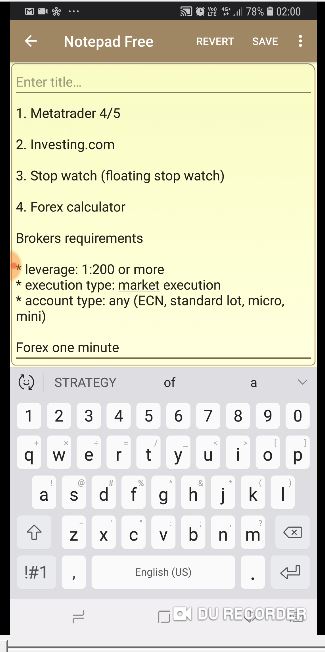 78% 02:00
Notepad Free REVERT SAVE
Enter title...
1. Metatrader 4/5
2. Investing.com
3. Stop watch (floating stop watch)
4. Forex calculator
Brokers requirements
* leverage: 1:200 or more
* execution type: market execution
* account type: any (ECN, standard lot, micro,
mini)
Forex one minute
STRATEGY of a
1 2 3 4 5 6 7 8 9 0
q w e r t y u i o p
a s d f g h j k l
z x c v b n m
!#1 , English (US) .
DU RECORDER